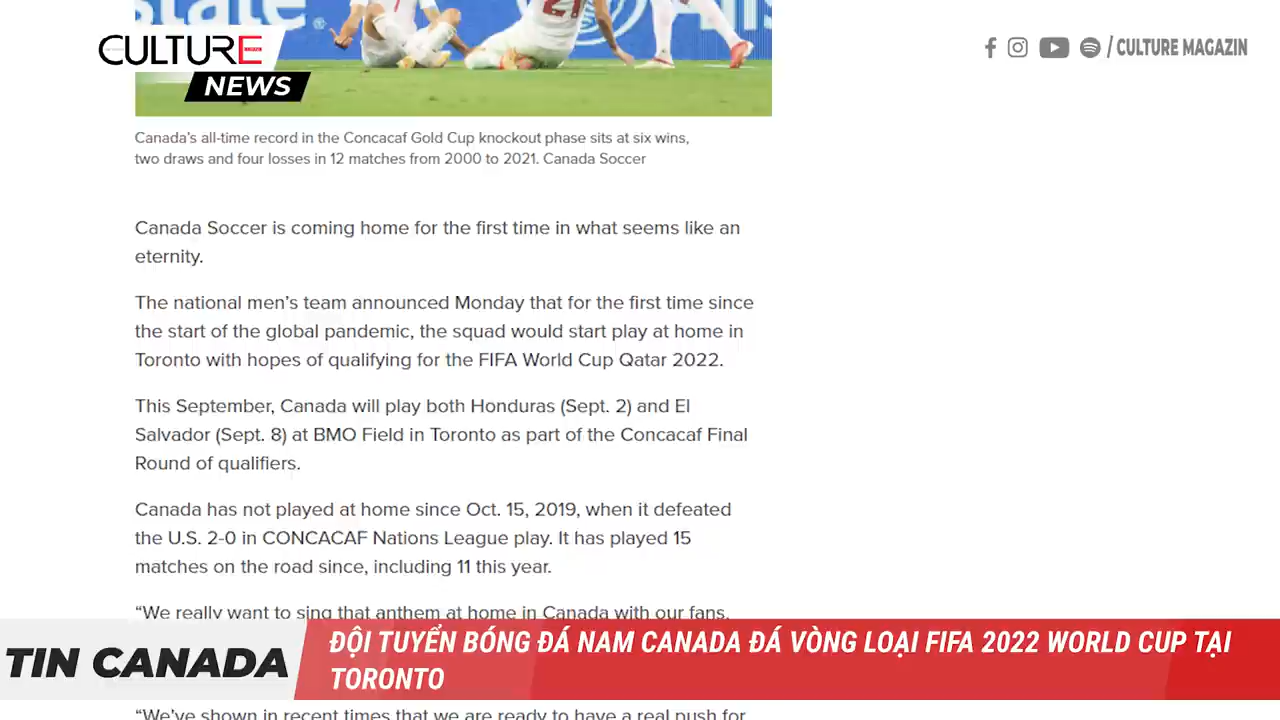 state.
21
Alls
CULTURE
NEWS
/ CULTURE MAGAZIN
Canada's all-time record in the Concacaf Gold Cup knockout phase sits at six wins,
two draws and four losses in 12 matches from 2000 to 2021. Canada Soccer
Canada Soccer is coming home for the first time in what seems like an
eternity.
The national men's team announced Monday that for the first time since
the start of the global pandemic, the squad would start play at home in
Toronto with hopes of qualifying for the FIFA World Cup Qatar 2022.
This September, Canada will play both Honduras (Sept. 2) and El
Salvador (Sept. 8) at BMO Field in Toronto as part of the Concacaf Final
Round of qualifiers.
Canada has not played at home since Oct. 15, 2019, when it defeated
the U.S. 2-0 in CONCACAF Nations League play. It has played 15
matches on the road since, including 11 this year.
“We really want to sing that anthem at home in Canada with our fans.
TIN CANADA
ĐỘI TUYỂN BÓNG ĐÁ NAM CANADA ĐÁ VÒNG LOẠI FIFA 2022 WORLD CUP TẠI
TORONTO
“We've shown in recent times that we are ready to have a real push for